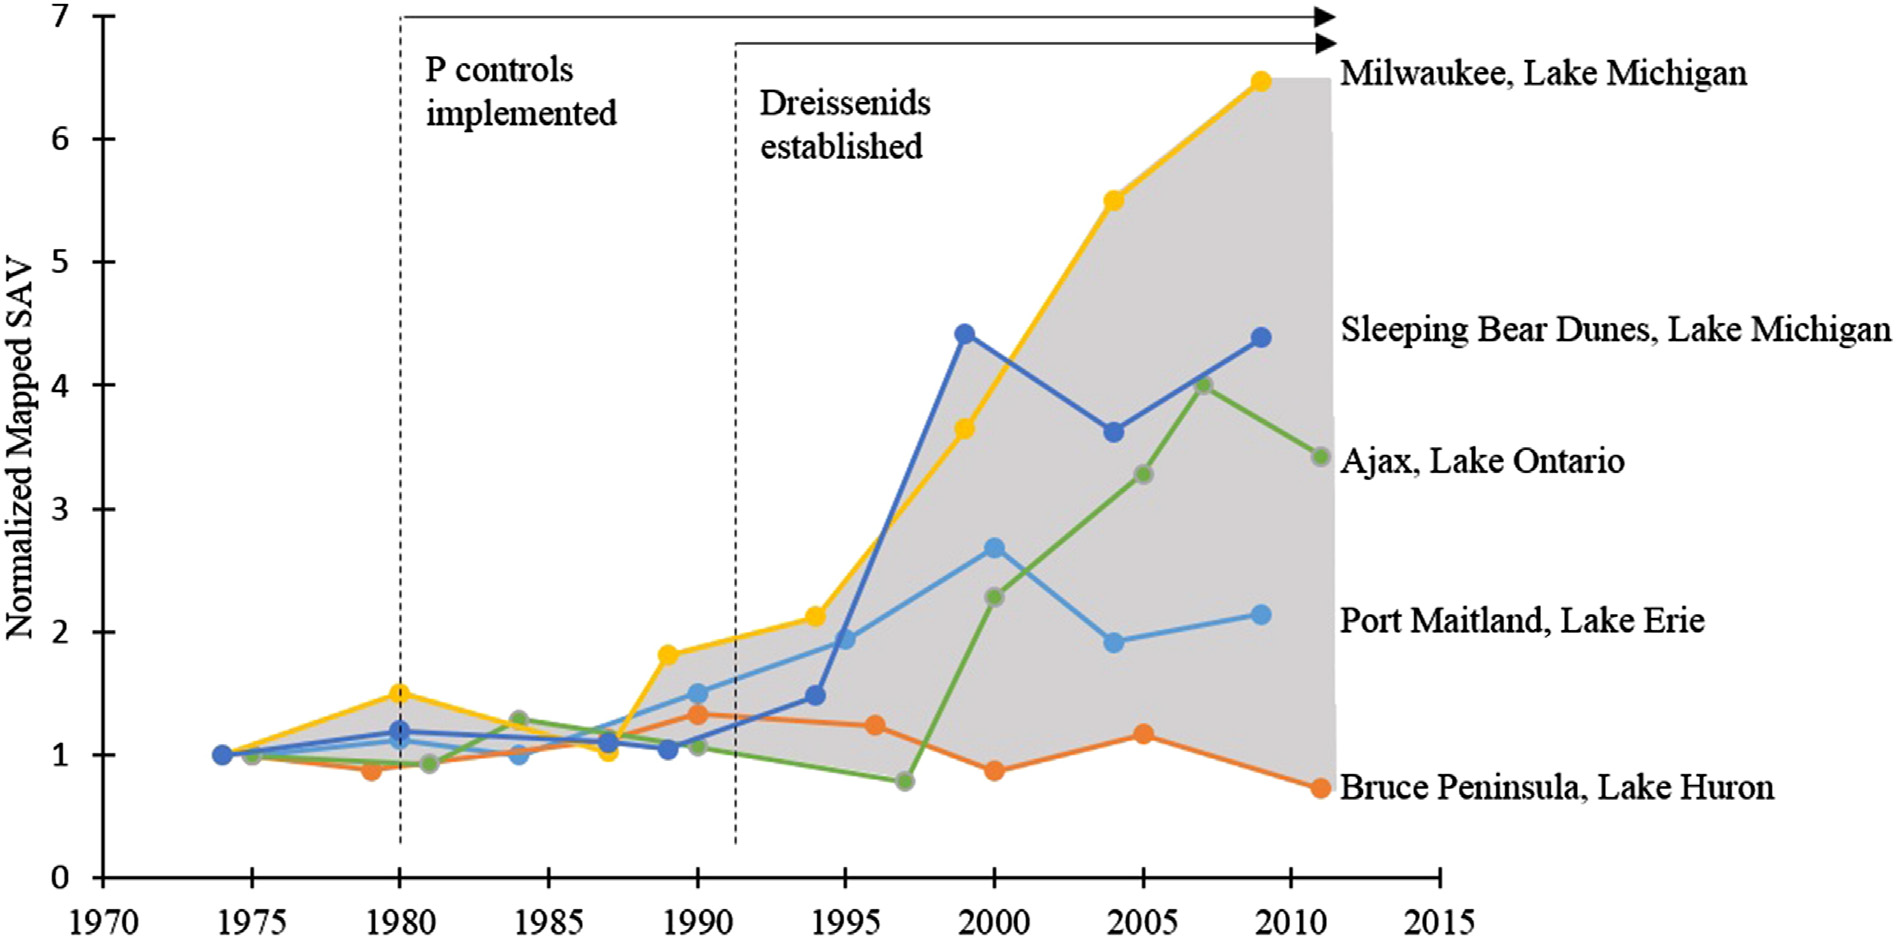 7
P controls
implemented
Dreissenids
established
Milwaukee, Lake Michigan
6
5
Sleeping Bear Dunes, Lake Michigan
4
Ajax, Lake Ontario
3
Port Maitland, Lake Erie
2
1
Bruce Peninsula, Lake Huron
0
Normalized Mapped SAV
1970 1975 1980 1985 1990 1995 2000 2005 2010 2015